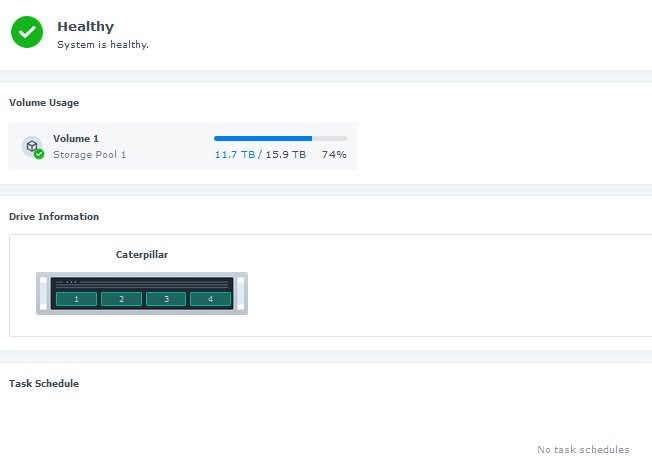 Healthy
System is healthy.
Volume Usage
Volume 1
Storage Pool 1
11.7 TB / 15.9 TB 74%
Drive Information
Caterpillar
1 2 3 4
Task Schedule
No task schedules